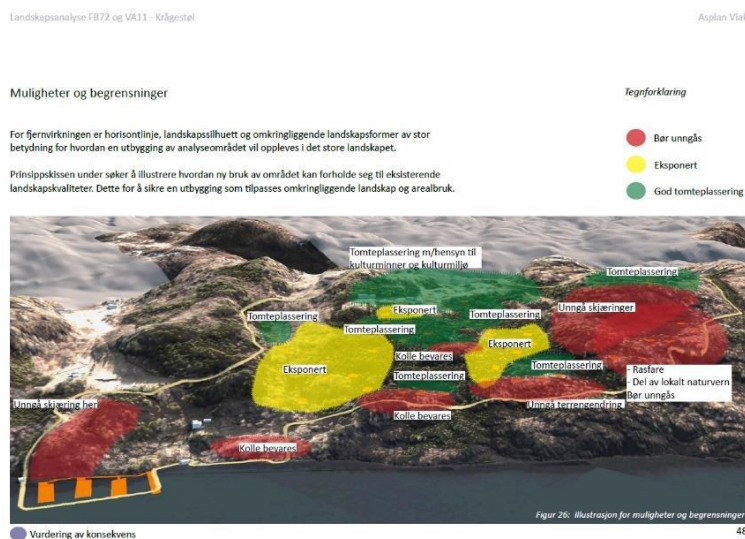 Landskapsanalyse FB72 og VA11 - Krågestøl
Asplan Viak
Muligheter og begrensninger
For fjernvirkningen er horisontlinje, landskapssilhuett og omkringliggende landskapsformer av stor
betydning for hvordan en utbygging av analyseområdet vil oppleves i det store landskapet.
Prinsippskissen under søker å illustrere hvordan ny bruk av området kan forholde seg til eksisterende
landskapskvaliteter. Dette for å sikre en utbygging som tilpasses omkringliggende landskap og arealbruk.
Tegnforklaring
Bør unngås
Eksponert
God tomteplassering
Tomteplassering m/hensyn til
kulturminner og kulturmiljø
Tomteplassering
Unngå skjæringer
Eksponert
Tomteplassering
Tomteplassering
Tomteplassering
Eksponert
Kolle bevares
Eksponert
Tomteplassering
Tomteplassering
- Rasfare
- Del av lokalt naturvern
Bør unngås
Unngå skjæring her
Kolle bevares
Unngå terrengendring
Kolle bevares
Figur 26: Illustrasjon for muligheter og begrensninger
Vurdering av konsekvens
48